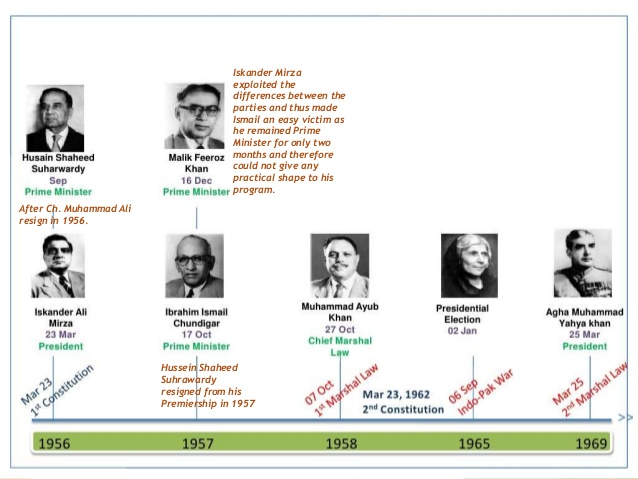 Iskander Mirza
exploited the
differences between the
parties and thus made
Ismail an easy victim as
he remained Prime
Minister for only two
months and therefore
could not give any
practical shape to his
program.
Husain Shaheed
Suharwardy
Sep
Prime Minister
Malik Feeroz
Khan
16 Dec
Prime Minister
After Ch. Muhammad Ali
resign in 1956.
Iskander Ali
Mirza
23 Mar
President
Ibrahim Ismail
Chundigar
17 Oct
Prime Minister
Muhammad Ayub
Khan
27 Oct
Chief Marshal
Law
Presidential
Election
02 Jan
Agha Muhammad
Yahya khan
25 Mar
President
Hussein Shaheed
Suhrawardy
resigned from his
Premiership in 1957
Mar 23
1st Constitution
07 Oct
1st Marshal Law
Mar 23, 1962
2nd Constitution
06 Sep
Indo-Pak War
Mar 25
2nd Marshal Law
>>
1956
1957
1958
1965
1969